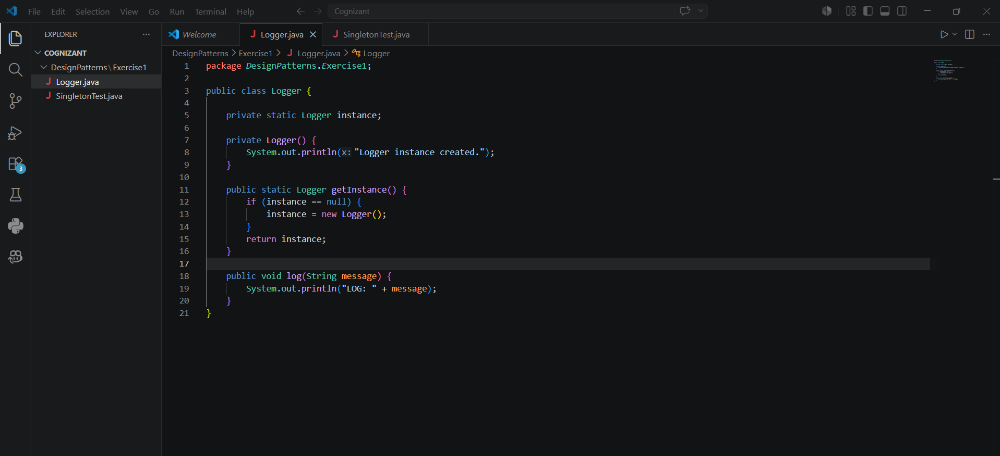 File Edit Selection View Go Run Terminal Help Cognizant
EXPLORER
COGNIZANT
DesignPatterns\Exercise1
Logger.java
SingletonTest.java
3
Welcome Logger.java SingletonTest.java
DesignPatterns > Exercise1 > Logger.java > Logger
1 package DesignPatterns.Exercise1;
2
3 public class Logger {
4
5     private static Logger instance;
6
7     private Logger() {
8         System.out.println(x: "Logger instance created.");
9     }
10
11     public static Logger getInstance() {
12         if (instance == null) {
13             instance = new Logger();
14         }
15         return instance;
16     }
17
18     public void log(String message) {
19         System.out.println("LOG: " + message);
20     }
21 }